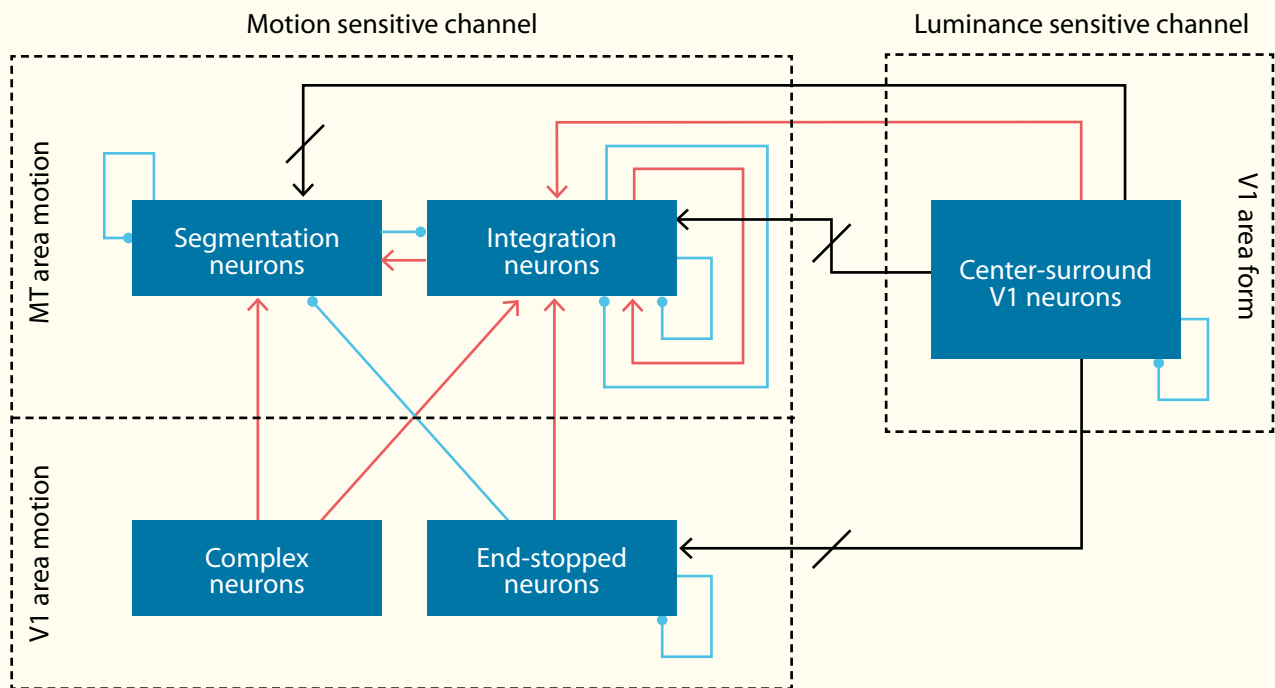 Motion sensitive channel
Luminance sensitive channel
MT area motion
Segmentation
neurons
Integration
neurons
Center-surround
V1 neurons
V1 area form
V1 area motion
Complex
neurons
End-stopped
neurons